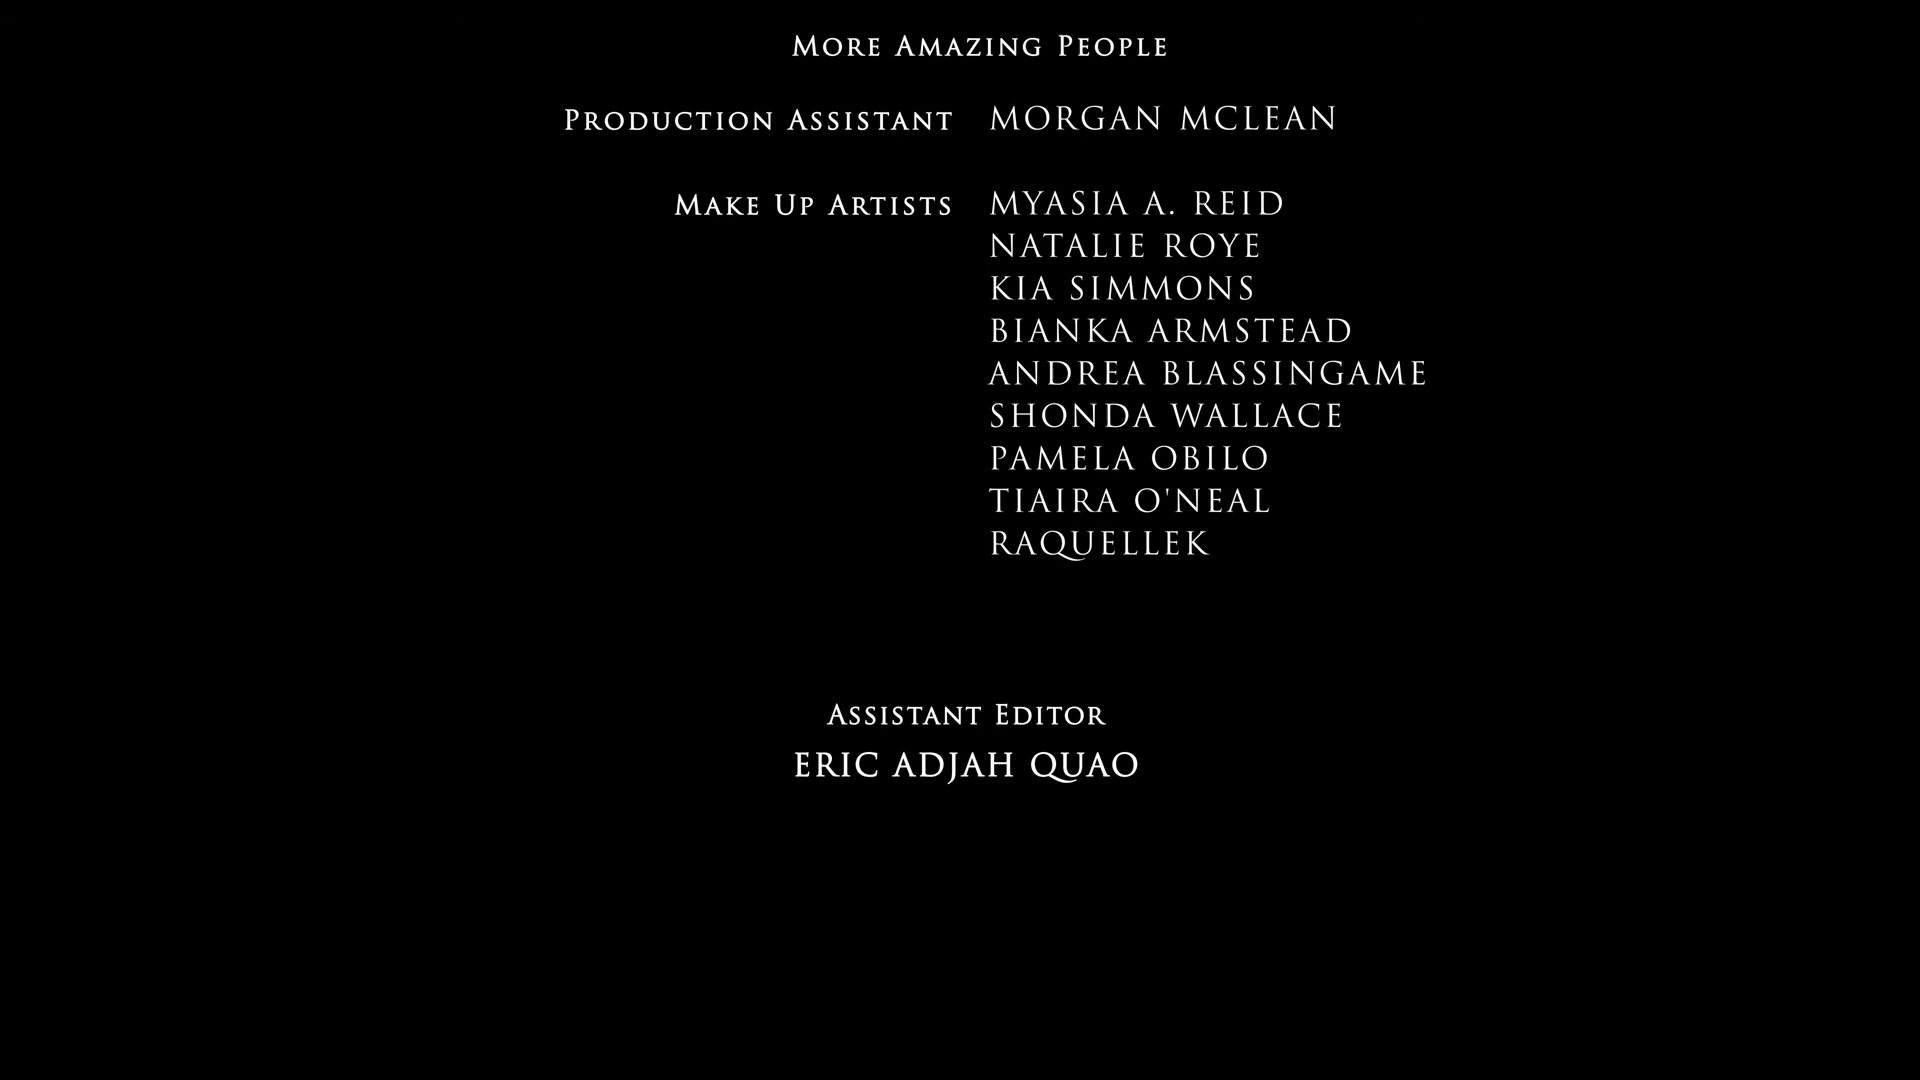 More Amazing People
Production Assistant MORGAN MCLEAN
Make Up Artists MYASIA A. REID
NATALIE ROYE
KIA SIMMONS
BIANKA ARMSTEAD
ANDREA BLASSINGAME
SHONDA WALLACE
PAMELA OBILO
TIAIRA O'NEAL
RAQUELLEK
Assistant Editor
ERIC ADJAH QUAO